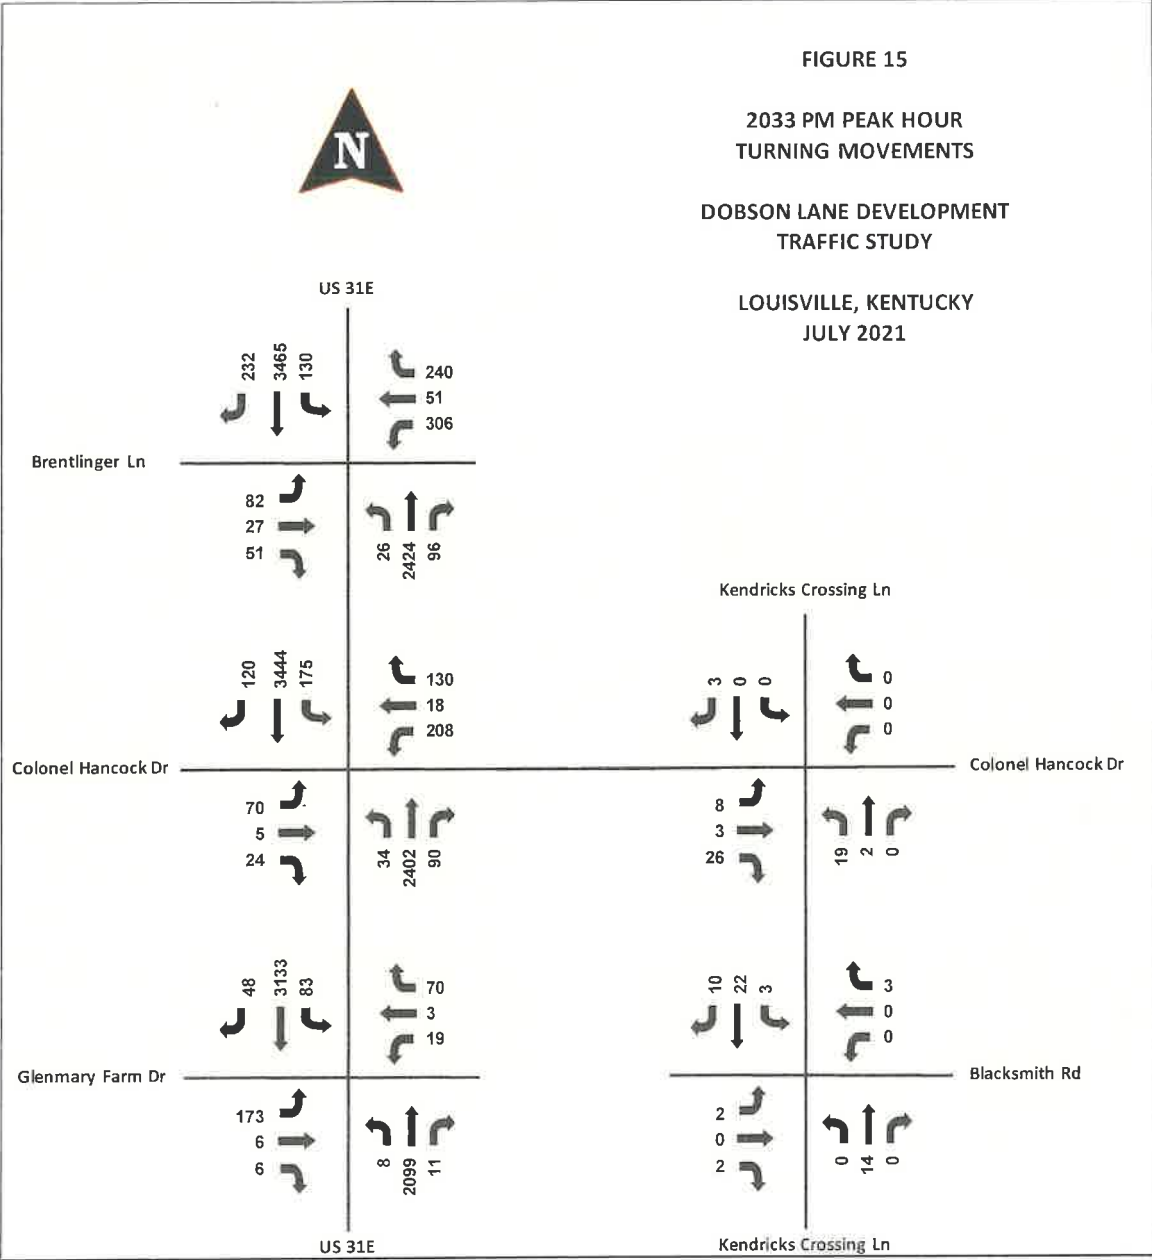 FIGURE 15
2033 PM PEAK HOUR
TURNING MOVEMENTS
DOBSON LANE DEVELOPMENT
TRAFFIC STUDY
LOUISVILLE, KENTUCKY
JULY 2021
N
US 31E
232 3465 130
240
51
306
Brentlinger Ln
82
27
51
26 2424 96
120 3444 175
130
18
208
Colonel Hancock Dr
70
5
24
34 2402 90
48 3133 83
70
3
19
Glenmary Farm Dr
173
6
6
8 2099 11
US 31E
Kendricks Crossing Ln
3 0 0
0
0
0
Colonel Hancock Dr
8
3
26
19 2 0
10 22 3
3
0
0
Blacksmith Rd
2
0
2
0 14 0
Kendricks Crossing Ln